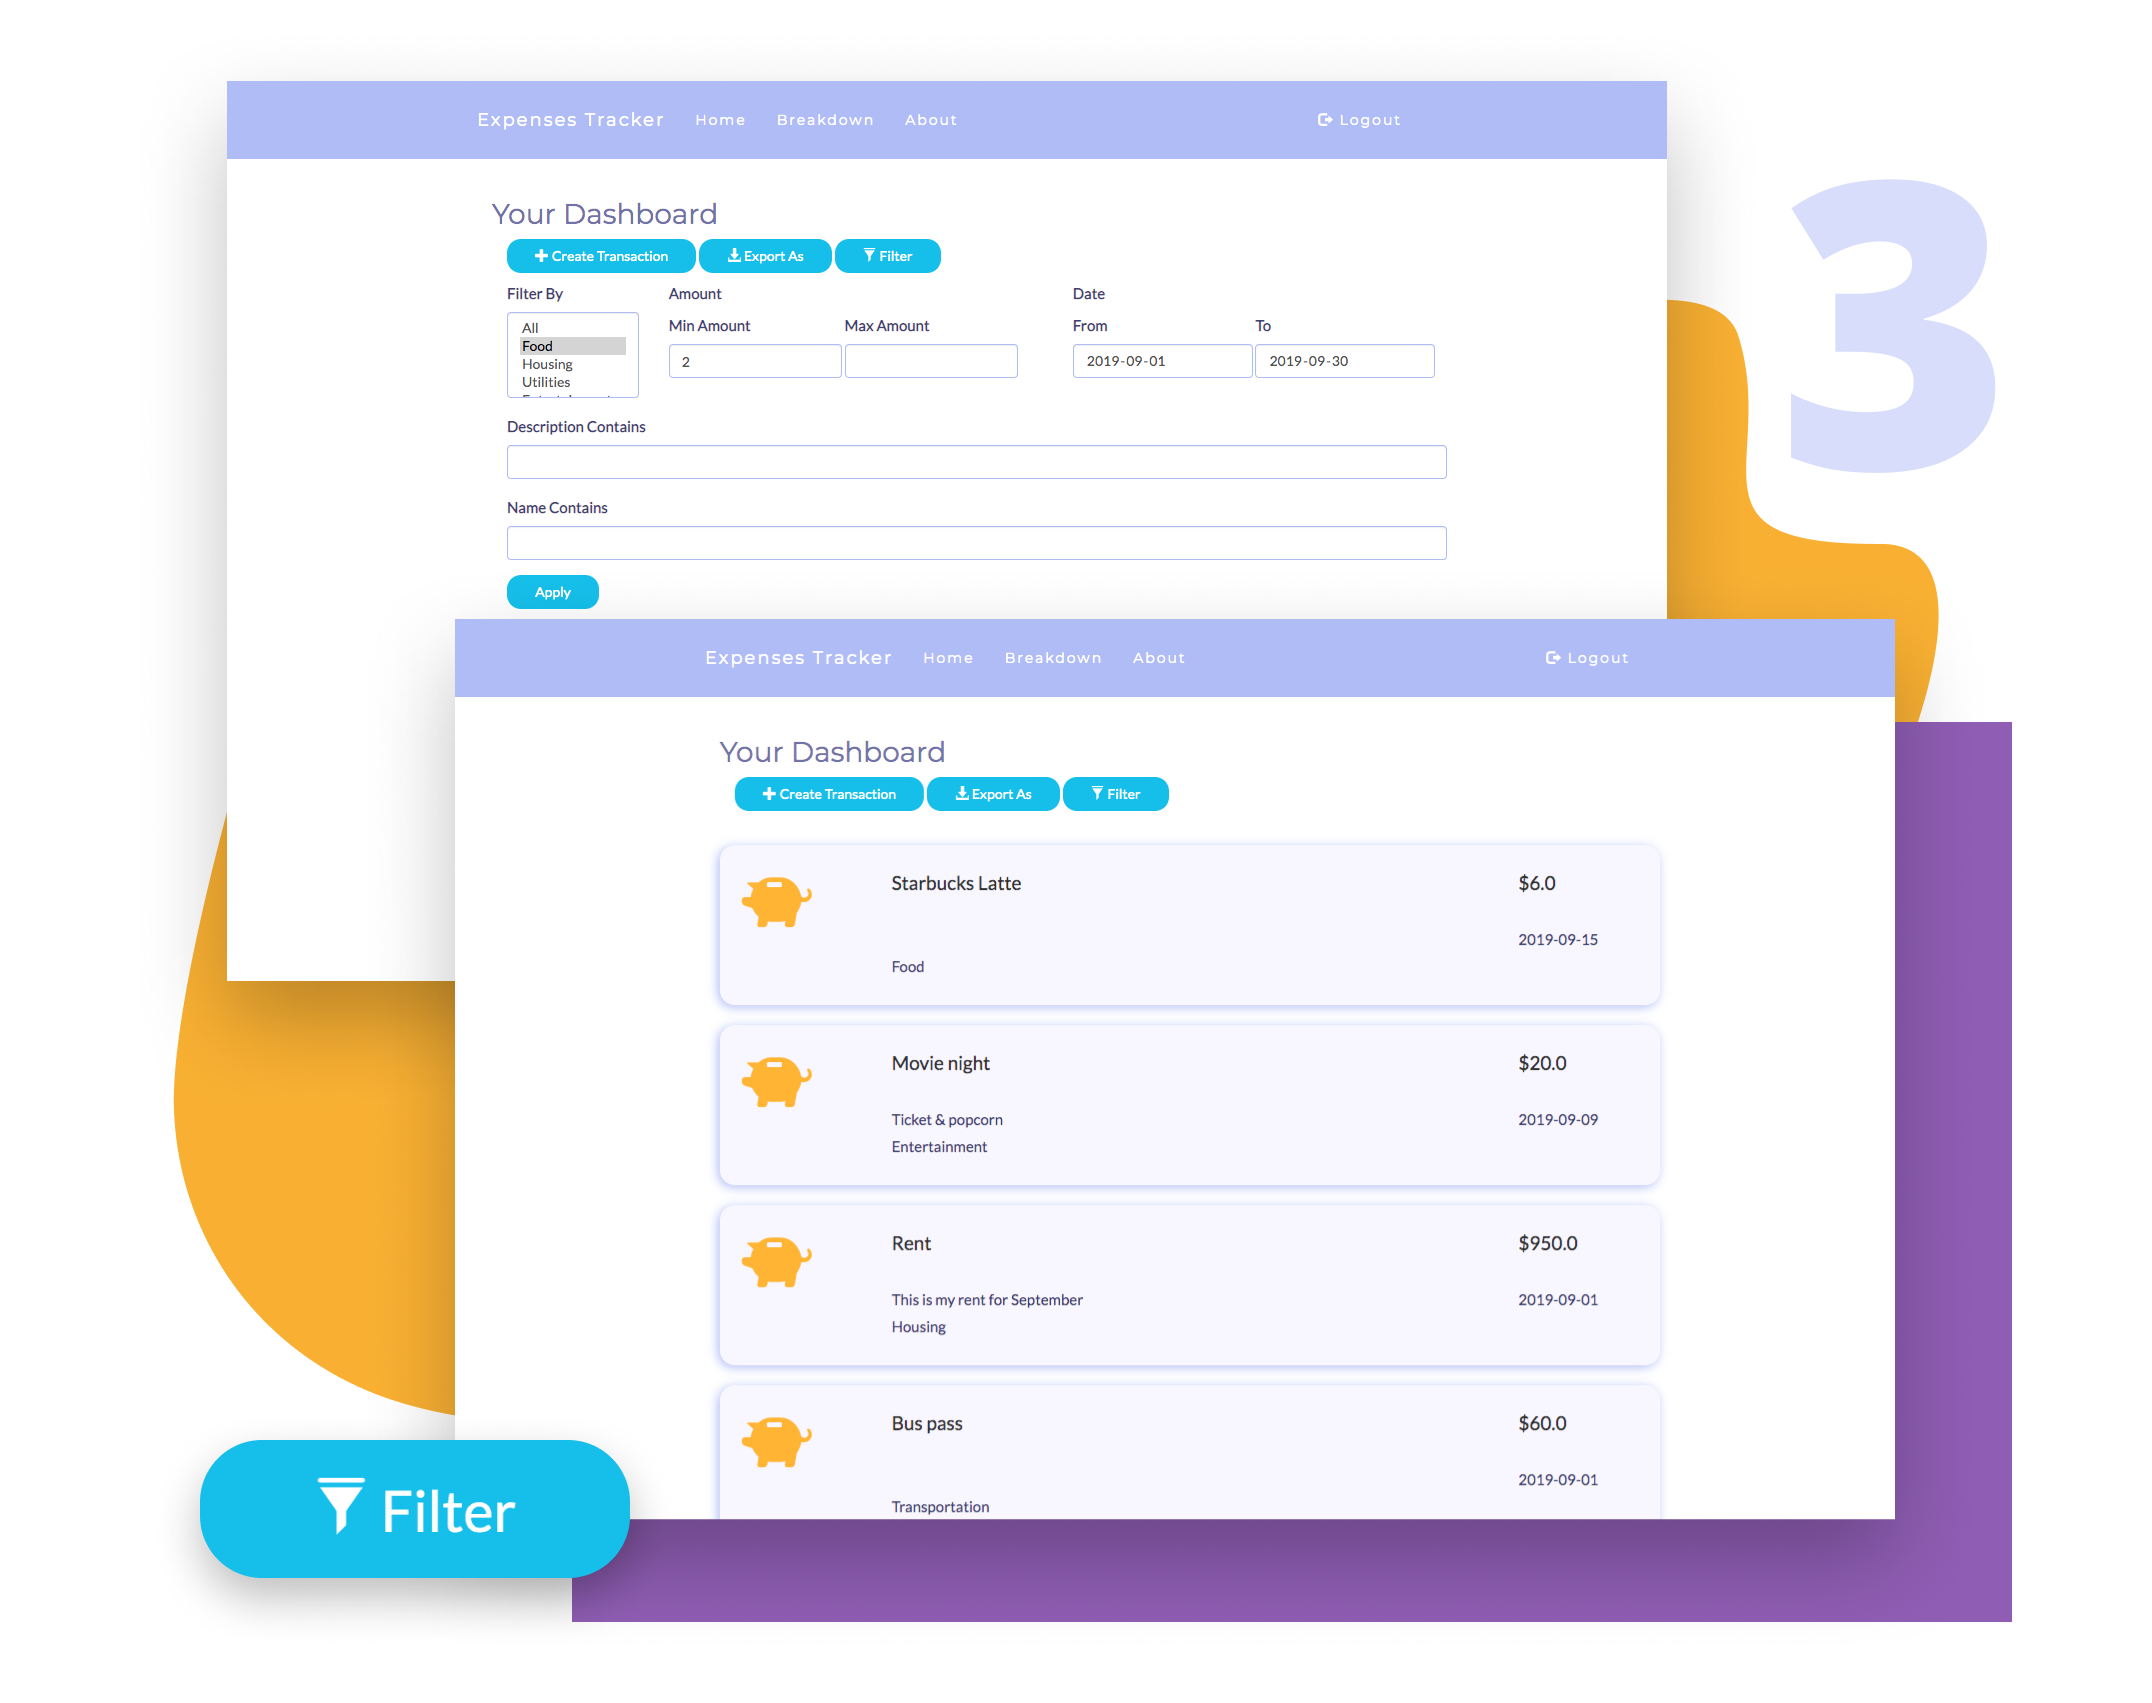 Expenses Tracker Home Breakdown About Logout
Your Dashboard
Create Transaction Export As Filter
Filter By Amount Date
Min Amount Max Amount From To
All
Food
Housing
Utilities
2 2019-09-01 2019-09-30
Description Contains
Name Contains
Apply
3
Expenses Tracker Home Breakdown About Logout
Your Dashboard
Create Transaction Export As Filter
Starbucks Latte $6.0
2019-09-15
Food
Movie night $20.0
Ticket & popcorn 2019-09-09
Entertainment
Rent $950.0
This is my rent for September 2019-09-01
Housing
Bus pass $60.0
2019-09-01
Transportation
Filter